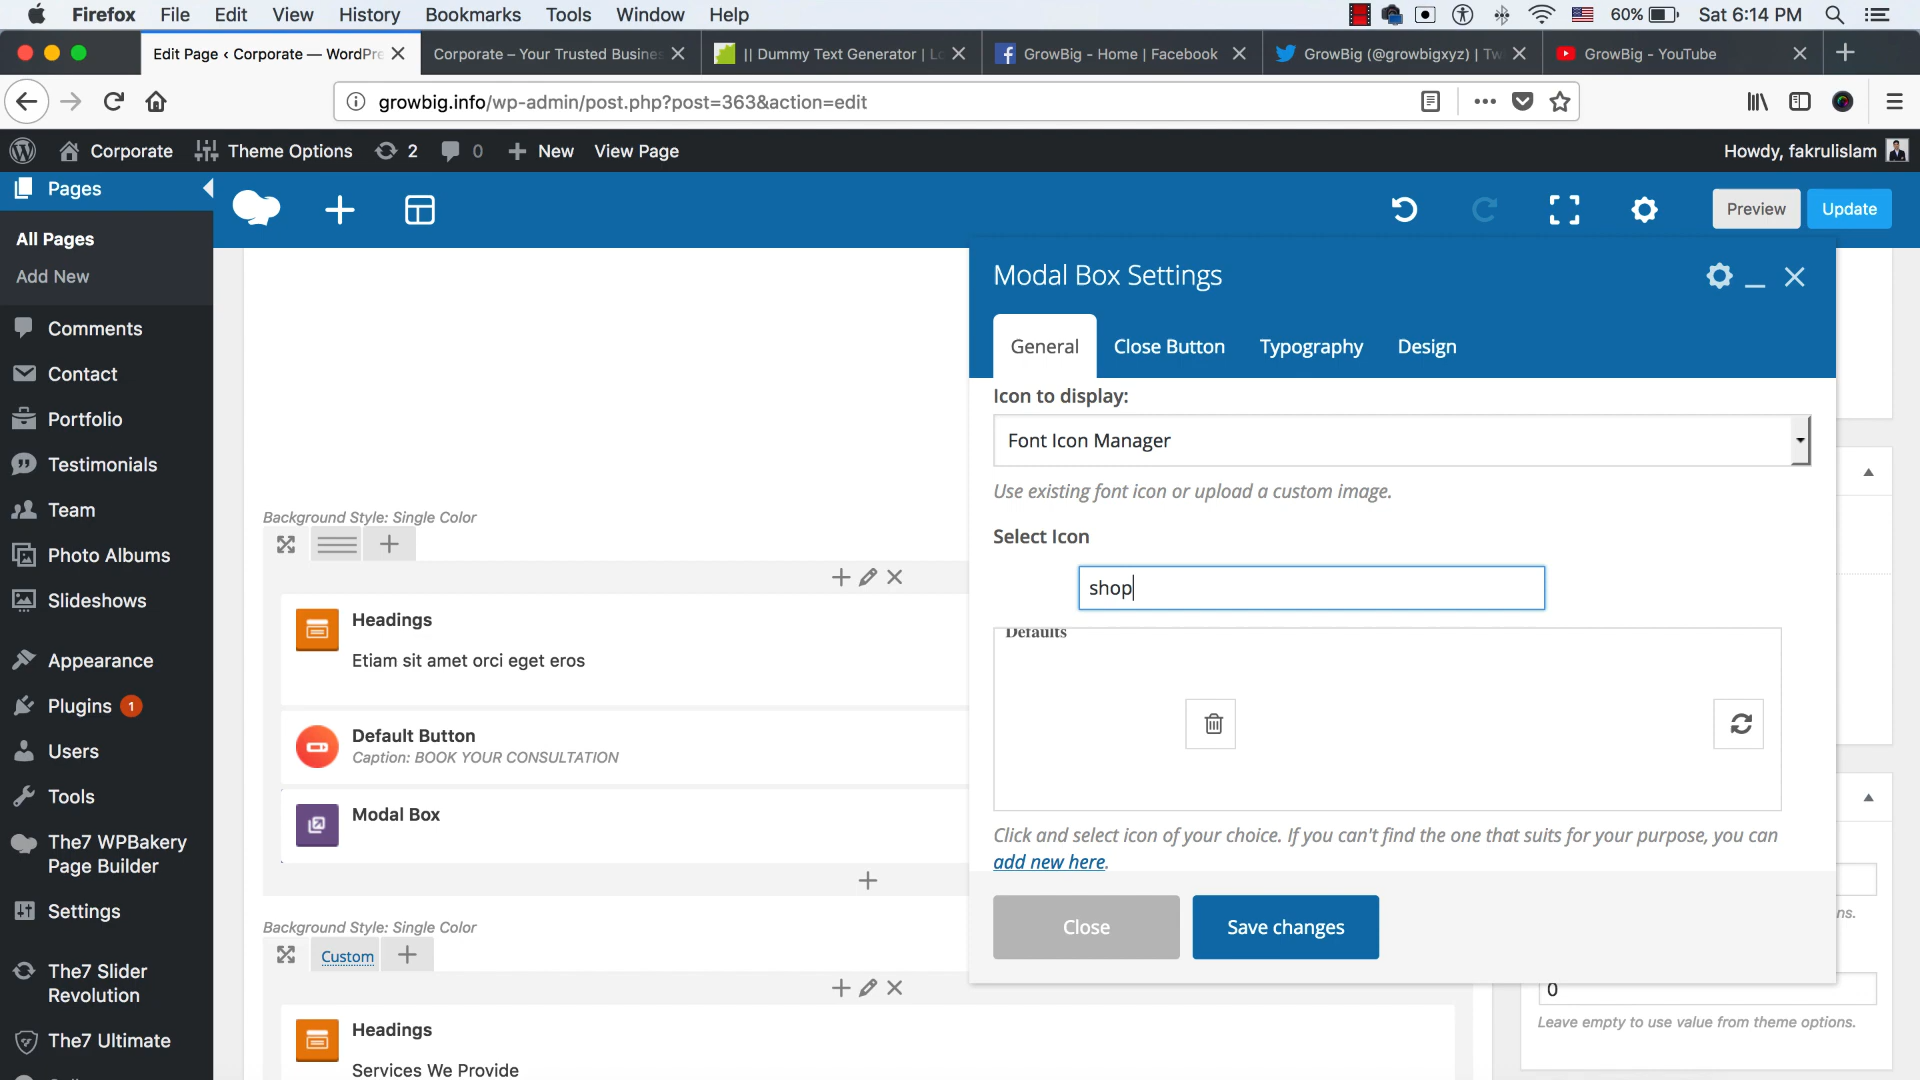 Firefox File Edit View History Bookmarks Tools Window Help 60% Sat 6:14 PM
Edit Page ‹ Corporate — WordPre
Corporate – Your Trusted Busine
|| Dummy Text Generator | Lo
GrowBig - Home | Facebook
GrowBig (@growbigxyz) | Tw
GrowBig - YouTube
growbig.info/wp-admin/post.php?post=363&action=edit
Corporate Theme Options 2 0 New View Page Howdy, fakrulislam
Pages
All Pages
Add New
Comments
Contact
Portfolio
Testimonials
Team
Photo Albums
Slideshows
Appearance
Plugins 1
Users
Tools
The7 WPBakery
Page Builder
Settings
The7 Slider
Revolution
The7 Ultimate
Preview Update
Background Style: Single Color
Headings
Etiam sit amet orci eget eros
Default Button
Caption: BOOK YOUR CONSULTATION
Modal Box
Background Style: Single Color
Custom
Headings
Services We Provide
Modal Box Settings
General Close Button Typography Design
Icon to display:
Font Icon Manager
Use existing font icon or upload a custom image.
Select Icon
shop
Defaults
Click and select icon of your choice. If you can't find the one that suits for your purpose, you can
add new here.
Close Save changes
ns.
0
Leave empty to use value from theme options.